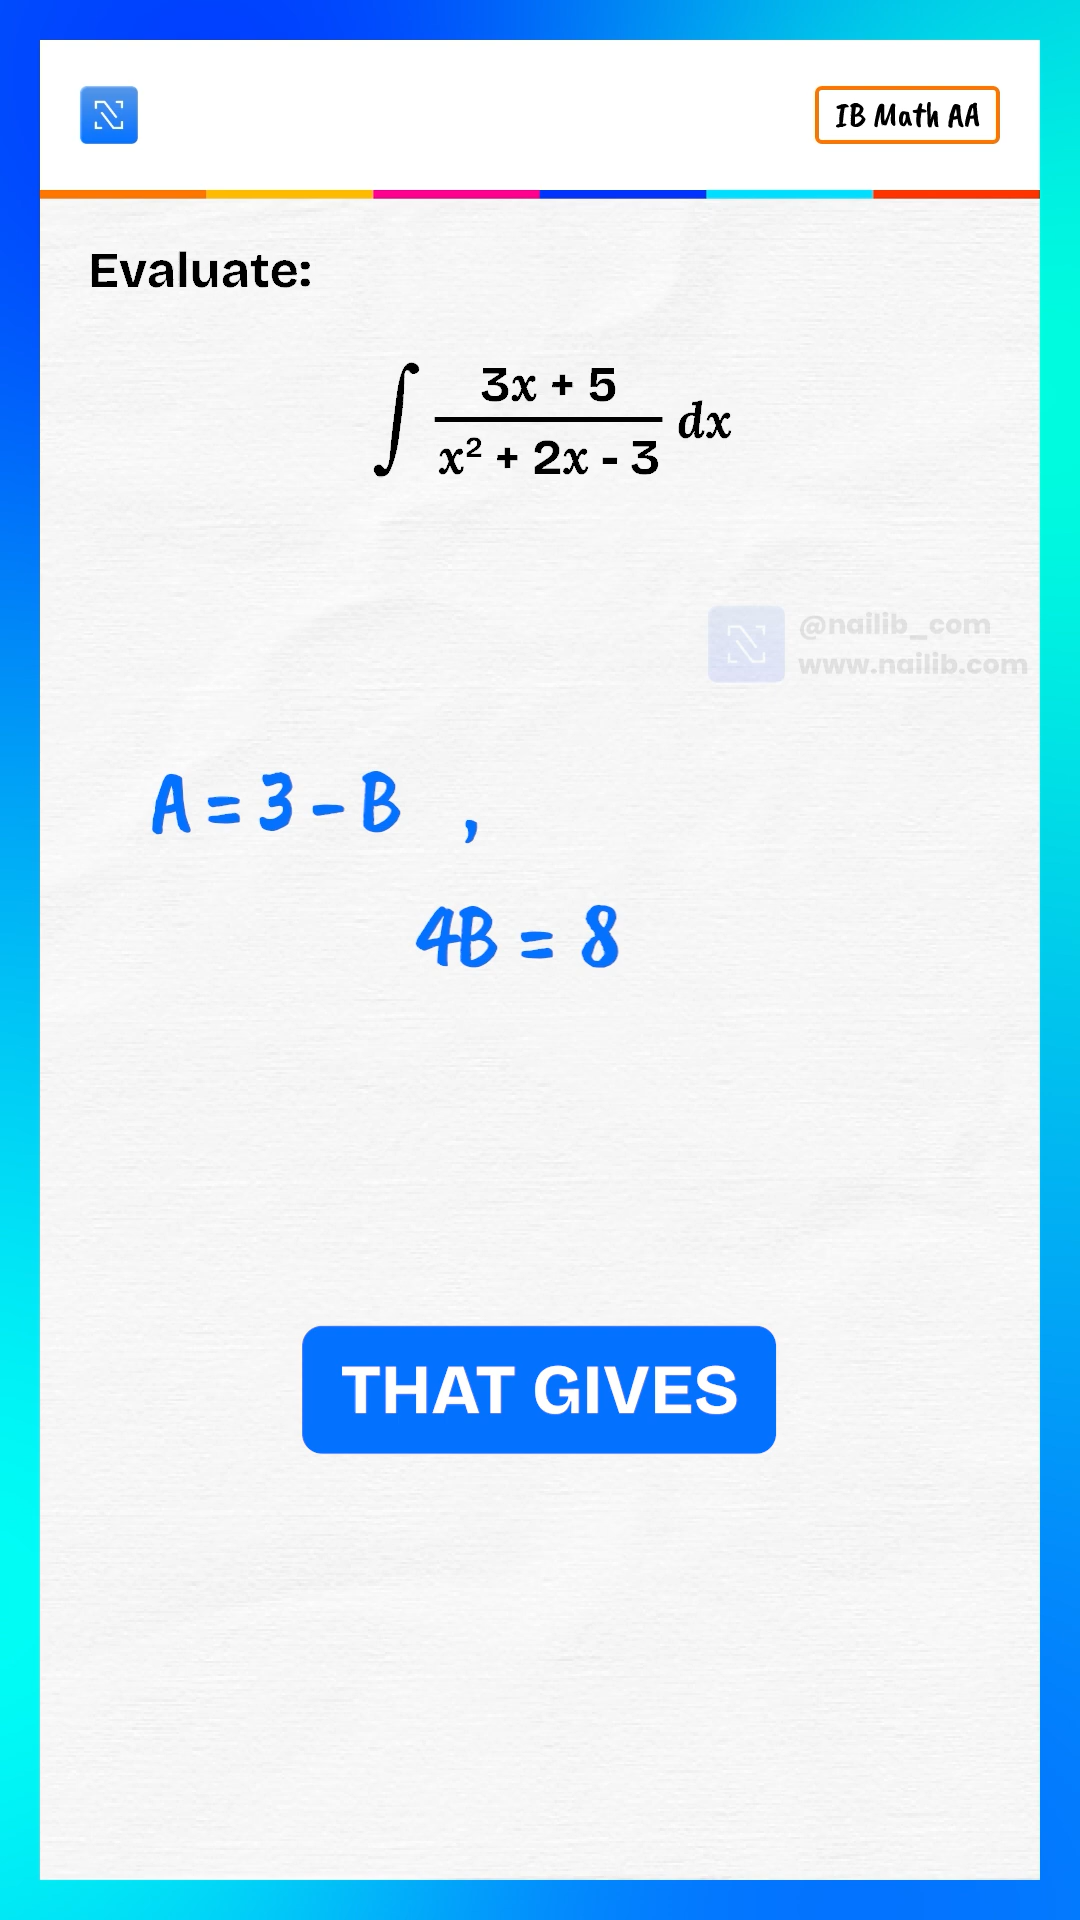 IB Math AA
Evaluate:
∫ (3x + 5)/(x² + 2x - 3) dx
@nailib_com
www.nailib.com
A = 3 - B ,
4B = 8
THAT GIVES